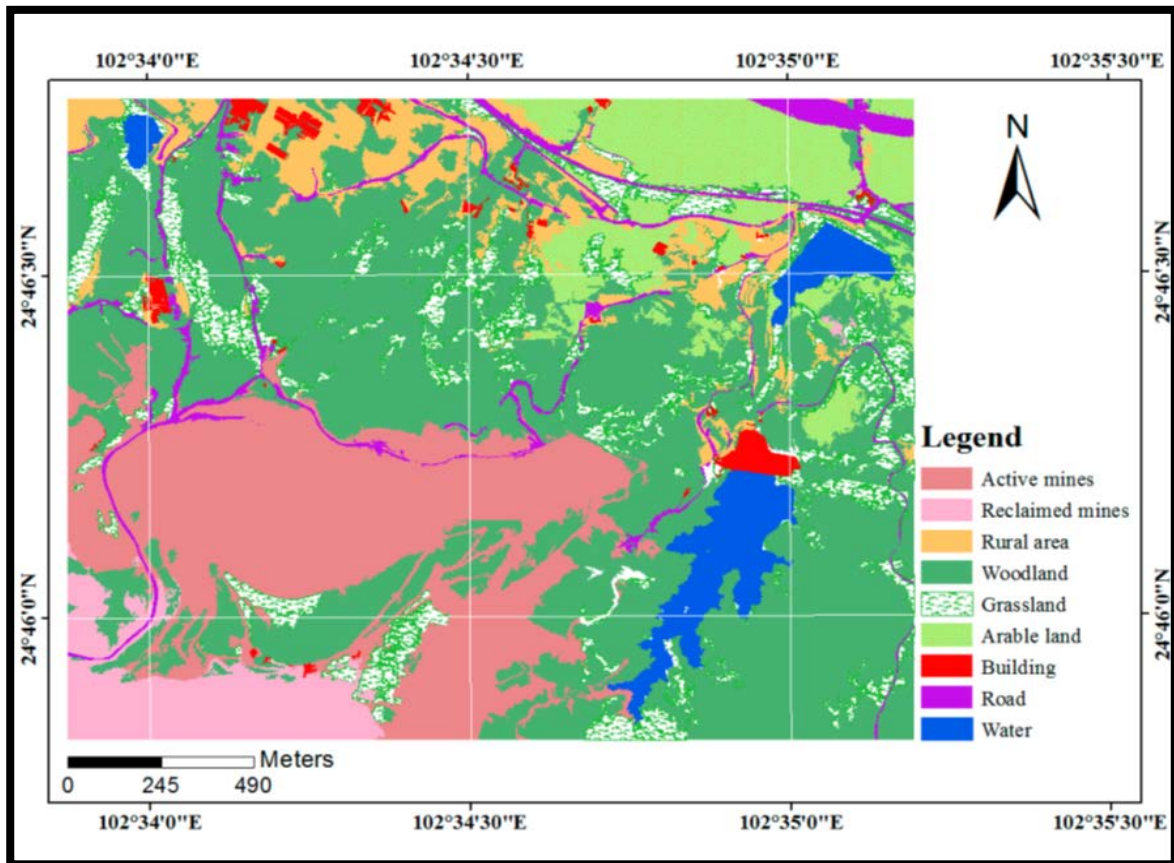 102°34'0"E 102°34'30"E 102°35'0"E 102°35'30"E
N
24°46'30"N 24°46'30"N
Legend
Active mines
Reclaimed mines
Rural area
Woodland
Grassland
Arable land
Building
Road
Water
24°46'0"N 24°46'0"N
Meters
0 245 490
102°34'0"E 102°34'30"E 102°35'0"E 102°35'30"E